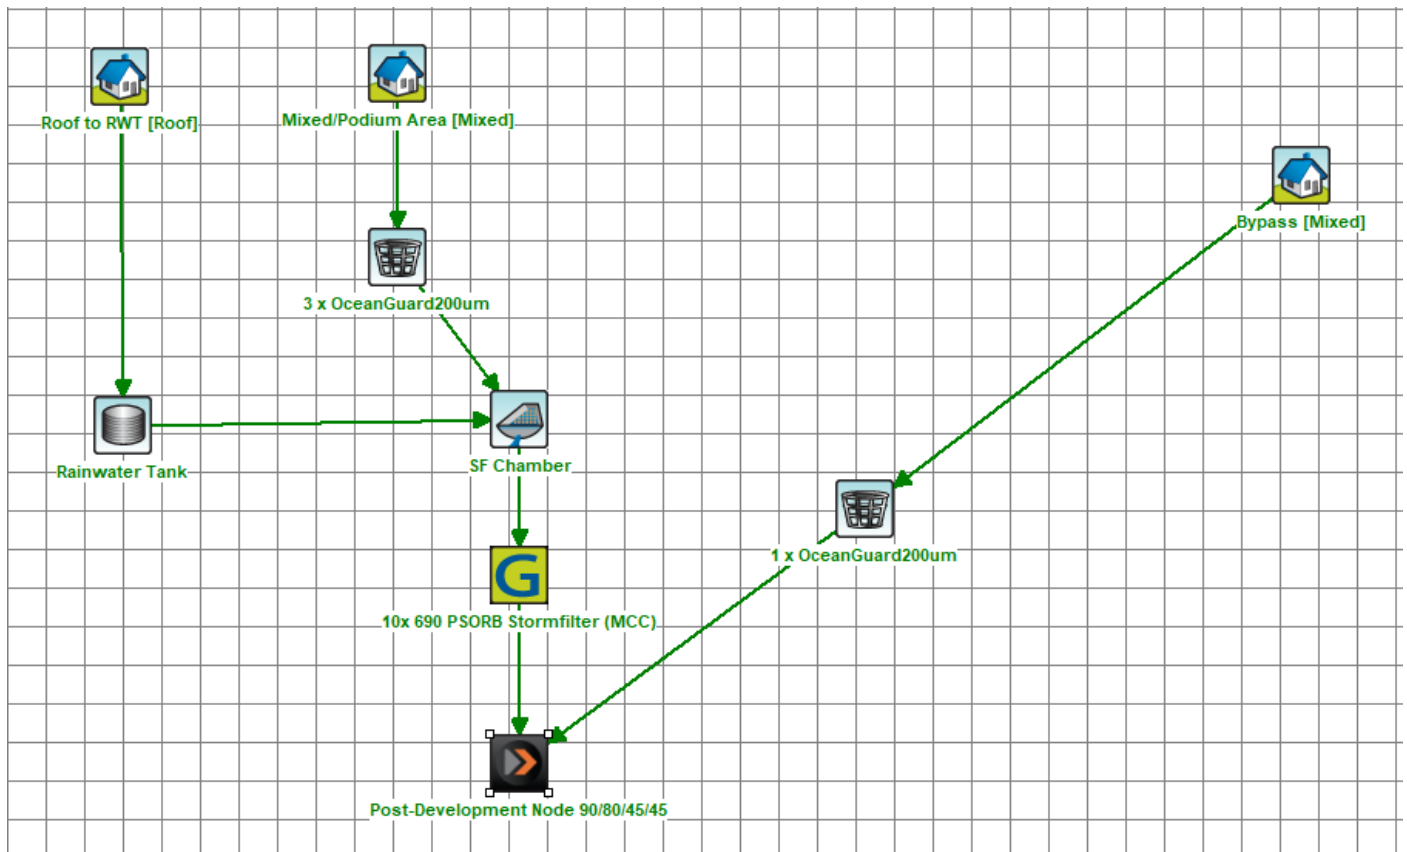 Roof to RWT [Roof]
Mixed/Podium Area [Mixed]
Bypass [Mixed]
3 x OceanGuard200um
Rainwater Tank
SF Chamber
1 x OceanGuard200um
G
10x 690 PSORB Stormfilter (MCC)
Post-Development Node 90/80/45/45